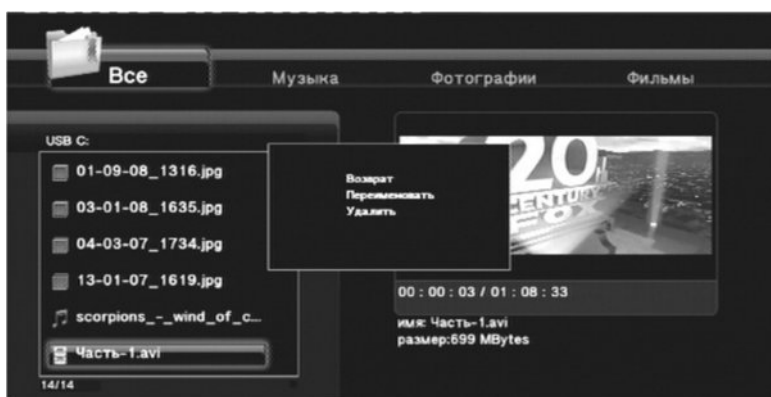 Все
Музыка
Фотографии
Фильмы
USB C:
01-09-08_1316.jpg
03-01-08_1635.jpg
04-03-07_1734.jpg
13-01-07_1619.jpg
scorpions_-_wind_of_c...
Часть-1.avi
14/14
Возврат
Переименовать
Удалить
20
CENTURY
FOX
00 : 00 : 03 / 01 : 08 : 33
имя: Часть-1.avi
размер:699 MBytes